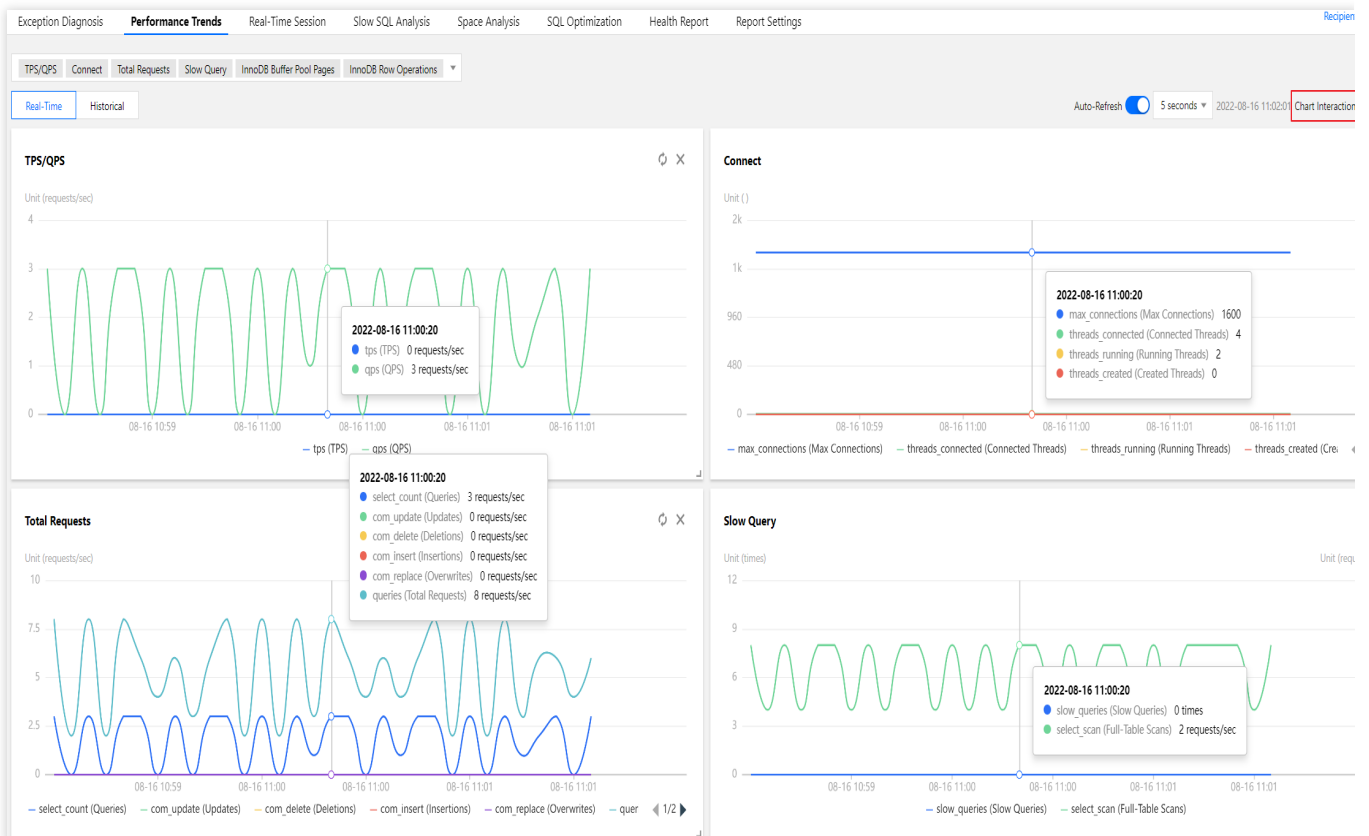 Exception Diagnosis Performance Trends Real-Time Session Slow SQL Analysis Space Analysis SQL Optimization Health Report Report Settings Recipien
TPS/QPS Connect Total Requests Slow Query InnoDB Buffer Pool Pages InnoDB Row Operations
Real-Time Historical Auto-Refresh 5 seconds 2022-08-16 11:02:01 Chart Interaction
TPS/QPS
Unit (requests/sec)
4
3
2
1
0
2022-08-16 11:00:20
tps (TPS) 0 requests/sec
qps (QPS) 3 requests/sec
08-16 10:59 08-16 11:00 08-16 11:00 08-16 11:01 08-16 11:01
tps (TPS) qps (QPS)
Connect
Unit ( )
2k
1k
960
480
0
2022-08-16 11:00:20
max_connections (Max Connections) 1600
threads_connected (Connected Threads) 4
threads_running (Running Threads) 2
threads_created (Created Threads) 0
08-16 10:59 08-16 11:00 08-16 11:00 08-16 11:01 08-16 11:01
max_connections (Max Connections) threads_connected (Connected Threads) threads_running (Running Threads) threads_created (Cre
Total Requests
Unit (requests/sec)
10
7.5
5
2.5
0
2022-08-16 11:00:20
select_count (Queries) 3 requests/sec
com_update (Updates) 0 requests/sec
com_delete (Deletions) 0 requests/sec
com_insert (Insertions) 0 requests/sec
com_replace (Overwrites) 0 requests/sec
queries (Total Requests) 8 requests/sec
08-16 10:59 08-16 11:00 08-16 11:00 08-16 11:01 08-16 11:01
select_count (Queries) com_update (Updates) com_delete (Deletions) com_insert (Insertions) com_replace (Overwrites) quer 1/2
Slow Query
Unit (times) Unit (requ
12
9
6
3
0
2022-08-16 11:00:20
slow_queries (Slow Queries) 0 times
select_scan (Full-Table Scans) 2 requests/sec
08-16 10:59 08-16 11:00 08-16 11:00 08-16 11:01 08-16 11:01
slow_queries (Slow Queries) select_scan (Full-Table Scans)